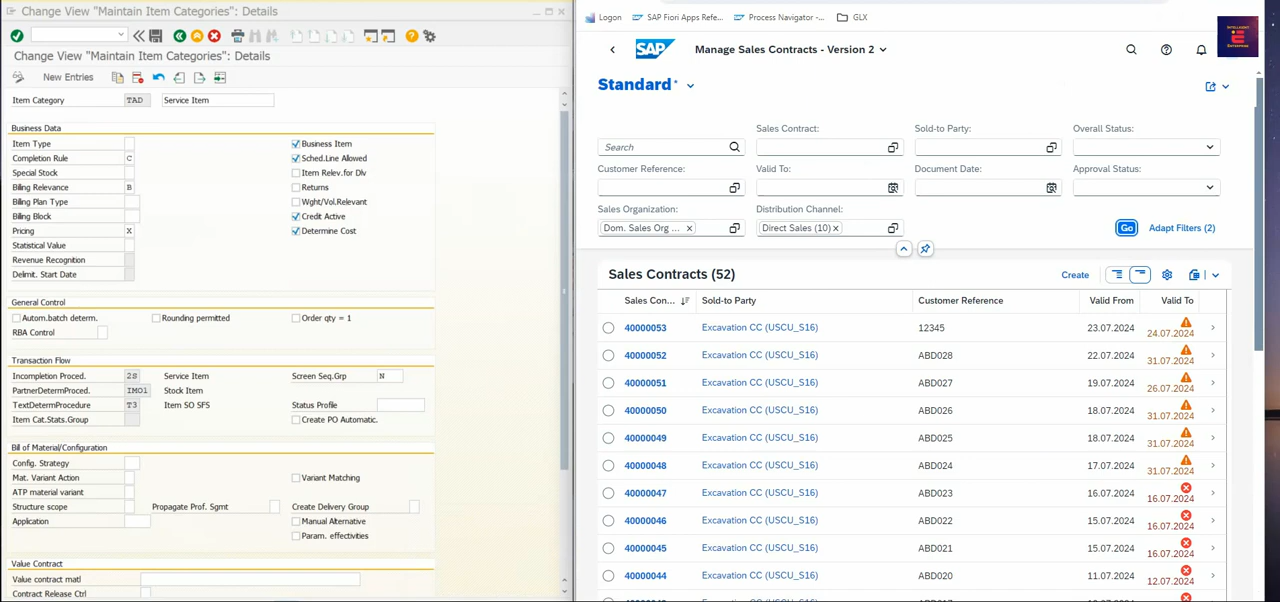 Change View "Maintain Item Categories": Details
Change View "Maintain Item Categories": Details
New Entries
Item Category TAD Service Item
Business Data
Item Type
Business Item
Completion Rule C
Sched.Line Allowed
Special Stock
Item Relev.for Dlv
Billing Relevance B
Returns
Billing Plan Type
Wght/Vol.Relevant
Billing Block
Credit Active
Pricing X
Determine Cost
Statistical Value
Revenue Recognition
Delimit. Start Date
General Control
Autom.batch determ.
Rounding permitted
Order qty = 1
RBA Control
Transaction Flow
Incompletion Proced. 2S Service Item
Screen Seq.Grp N
PartnerDetermProced. IMO1 Stock Item
TextDetermProcedure T3 Item SO SFS
Status Profile
Item Cat.Stats.Group
Create PO Automatic.
Bill of Material/Configuration
Config. Strategy
Mat. Variant Action
Variant Matching
ATP material variant
Structure scope
Propagate Prof. Sgmt
Create Delivery Group
Application
Manual Alternative
Param. effectivities
Value Contract
Value contract matl
Contract Release Ctrl
Logon
SAP Fiori Apps Refe...
Process Navigator -...
GLX
SAP
Manage Sales Contracts - Version 2
INTELLIGENT
ENTERPRISE
Standard *
Search
Sales Contract:
Sold-to Party:
Overall Status:
Customer Reference:
Valid To:
Document Date:
Approval Status:
Sales Organization:
Distribution Channel:
Dom. Sales Org ...
Direct Sales (10)
Go
Adapt Filters (2)
Sales Contracts (52)
Create
Sales Con... Sold-to Party Customer Reference Valid From Valid To
40000053 Excavation CC (USCU_S16) 12345 23.07.2024 24.07.2024
40000052 Excavation CC (USCU_S16) ABD028 22.07.2024 31.07.2024
40000051 Excavation CC (USCU_S16) ABD027 19.07.2024 26.07.2024
40000050 Excavation CC (USCU_S16) ABD026 18.07.2024 31.07.2024
40000049 Excavation CC (USCU_S16) ABD025 18.07.2024 31.07.2024
40000048 Excavation CC (USCU_S16) ABD024 17.07.2024 31.07.2024
40000047 Excavation CC (USCU_S16) ABD023 16.07.2024 16.07.2024
40000046 Excavation CC (USCU_S16) ABD022 15.07.2024 16.07.2024
40000045 Excavation CC (USCU_S16) ABD021 15.07.2024 16.07.2024
40000044 Excavation CC (USCU_S16) ABD020 11.07.2024 12.07.2024